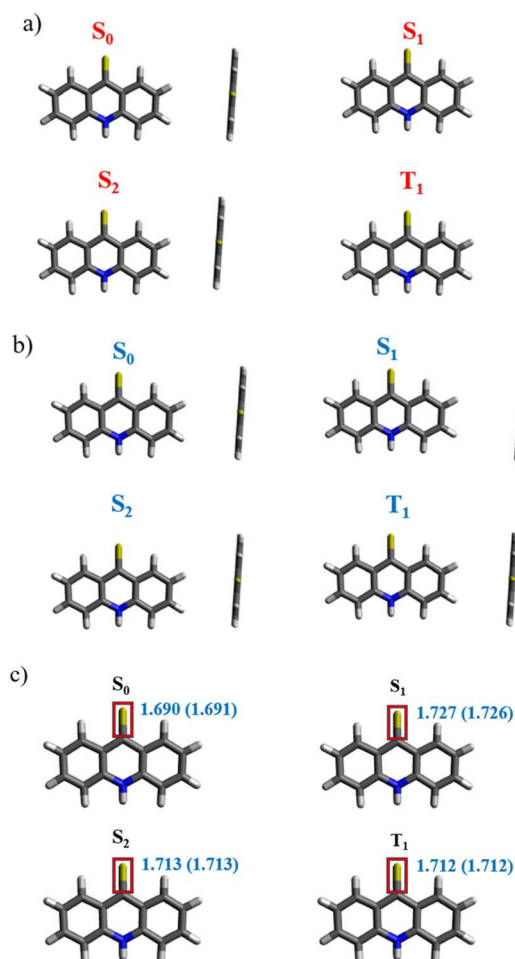 a)
S₀ S₁
S₂ T₁
b)
S₀ S₁
S₂ T₁
c)
S₀ S₁
1.690 (1.691) 1.727 (1.726)
S₂ T₁
1.713 (1.713) 1.712 (1.712)